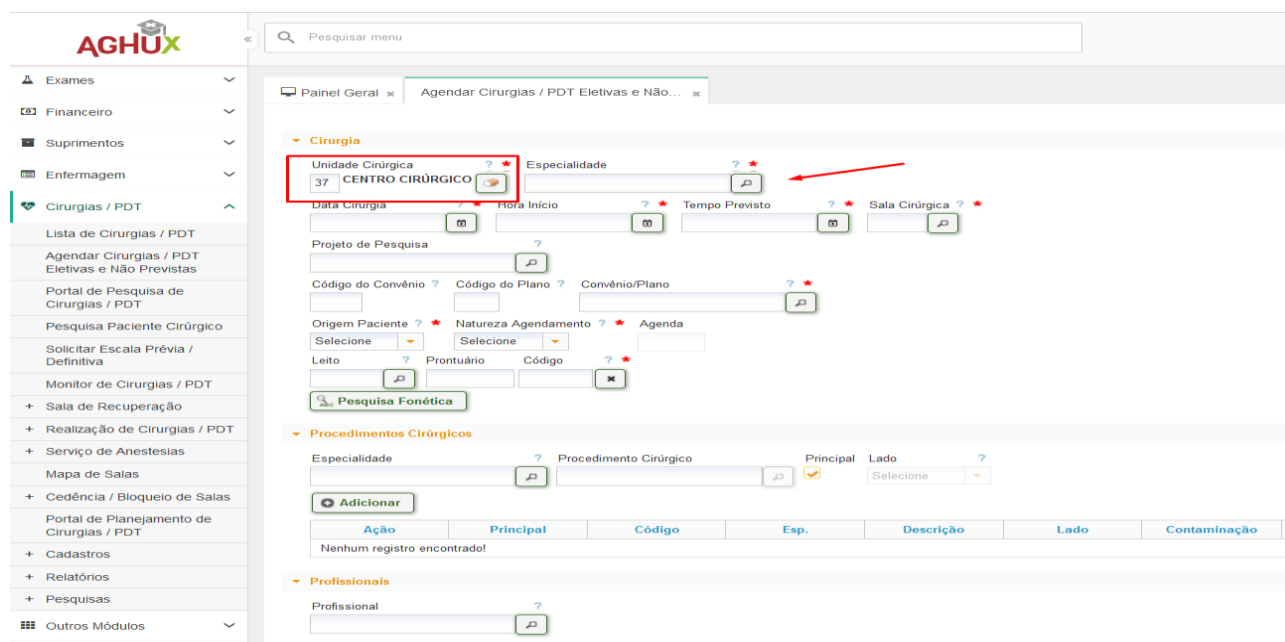 AGHUX
«
Pesquisar menu
Exames
Financeiro
Suprimentos
Enfermagem
Cirurgias / PDT
Lista de Cirurgias / PDT
Agendar Cirurgias / PDT
Eletivas e Não Previstas
Portal de Pesquisa de
Cirurgias / PDT
Pesquisa Paciente Cirúrgico
Solicitar Escala Prévia /
Definitiva
Monitor de Cirurgias / PDT
+ Sala de Recuperação
+ Realização de Cirurgias / PDT
+ Serviço de Anestesias
Mapa de Salas
+ Cedência / Bloqueio de Salas
Portal de Planejamento de
Cirurgias / PDT
+ Cadastros
+ Relatórios
+ Pesquisas
Outros Módulos
Painel Geral × Agendar Cirurgias / PDT Eletivas e Não... ×
Cirurgia
Unidade Cirúrgica ? * Especialidade ? *
37 CENTRO CIRÚRGICO
Data Cirurgia ? * Hora Início ? * Tempo Previsto ? * Sala Cirúrgica ? *
Projeto de Pesquisa ?
Código do Convênio ? Código do Plano ? Convênio/Plano ? *
Origem Paciente ? * Natureza Agendamento ? * Agenda
Selecione Selecione
Leito ? Prontuário Código ? *
Pesquisa Fonética
Procedimentos Cirúrgicos
Especialidade ? Procedimento Cirúrgico Principal Lado ?
Selecione
Adicionar
Ação Principal Código Esp. Descrição Lado Contaminação
Nenhum registro encontrado!
Profissionais
Profissional ?